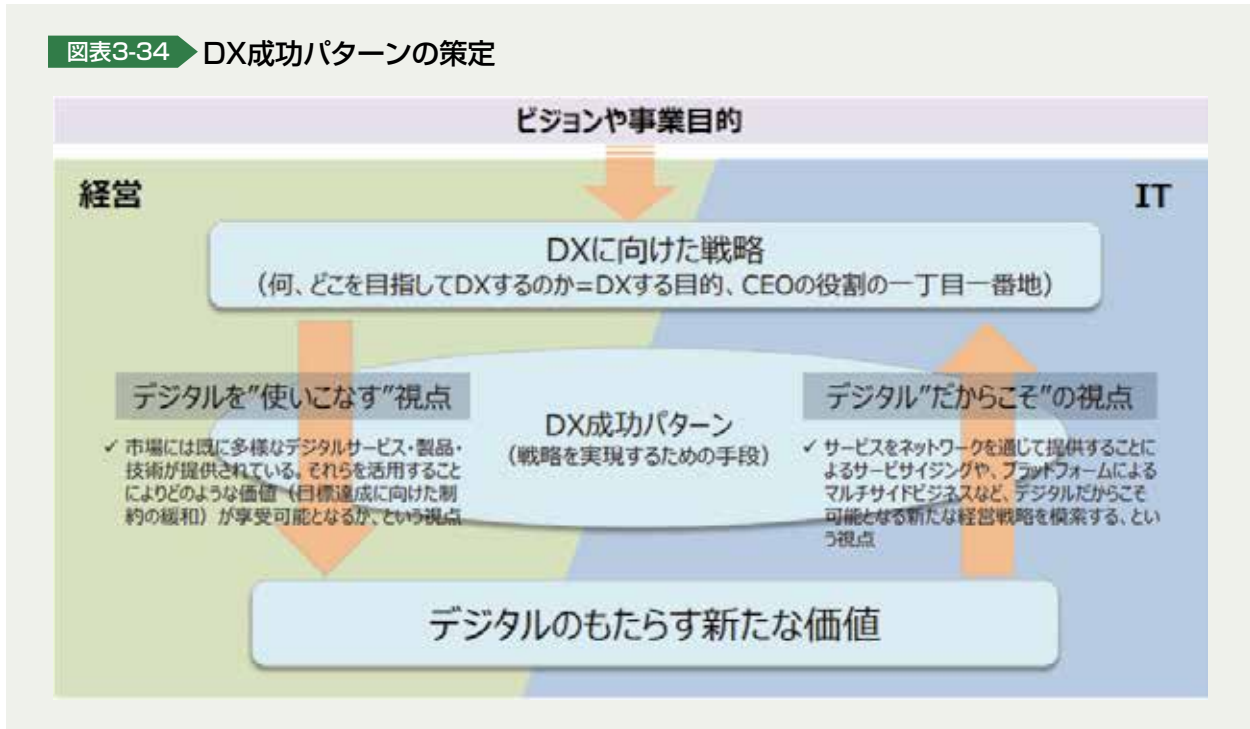 図表3-34 DX成功パターンの策定
ビジョンや事業目的
経営
IT
DXに向けた戦略
（何、どこを目指してDXするのか=DXする目的、CEOの役割の一丁目一番地）
デジタルを”使いこなす”視点
✓ 市場には既に多様なデジタルサービス・製品・
技術が提供されている。それらを活用すること
によりどのような価値（目標達成に向けた制
約の緩和）が享受可能となるか、という視点
DX成功パターン
（戦略を実現するための手段）
デジタル”だからこそ”の視点
✓ サービスをネットワークを通じて提供することに
よるサービサイジングや、プラットフォームによる
マルチサイドビジネスなど、デジタルだからこそ
可能となる新たな経営戦略を模索する、とい
う視点
デジタルのもたらす新たな価値